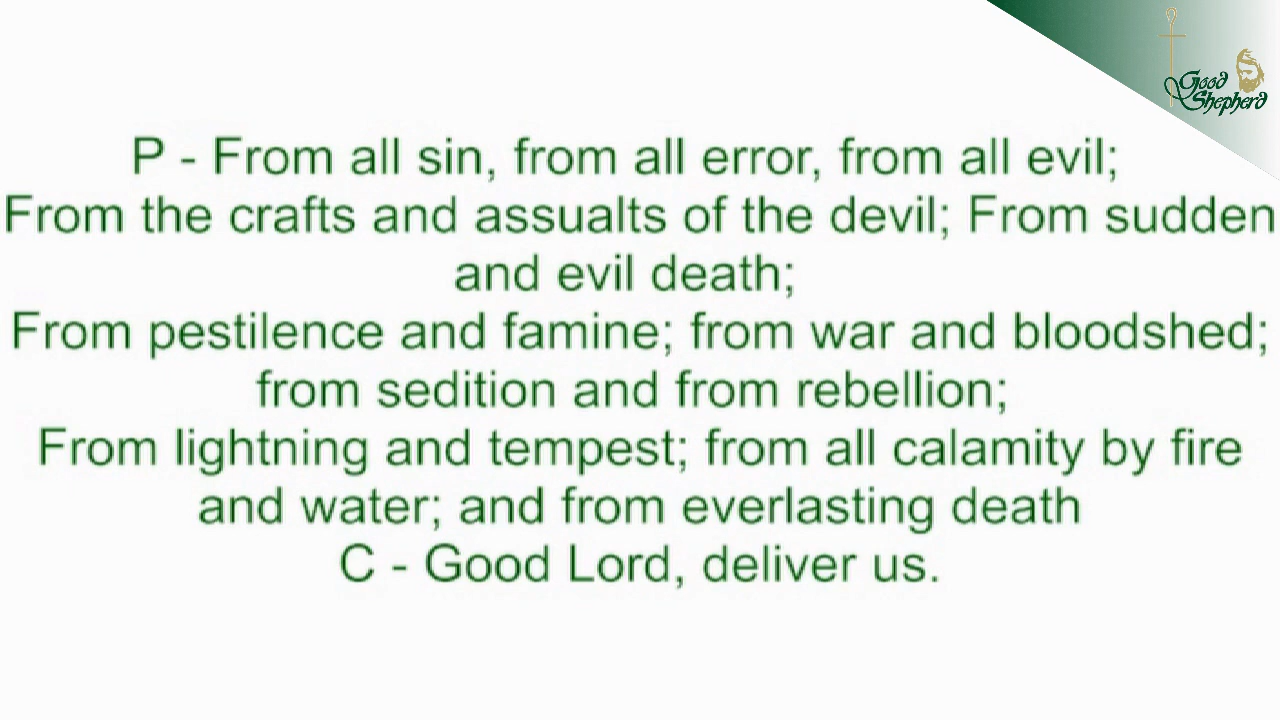 Good
Shepherd
P - From all sin, from all error, from all evil;
From the crafts and assualts of the devil; From sudden
and evil death;
From pestilence and famine; from war and bloodshed;
from sedition and from rebellion;
From lightning and tempest; from all calamity by fire
and water; and from everlasting death
C - Good Lord, deliver us.